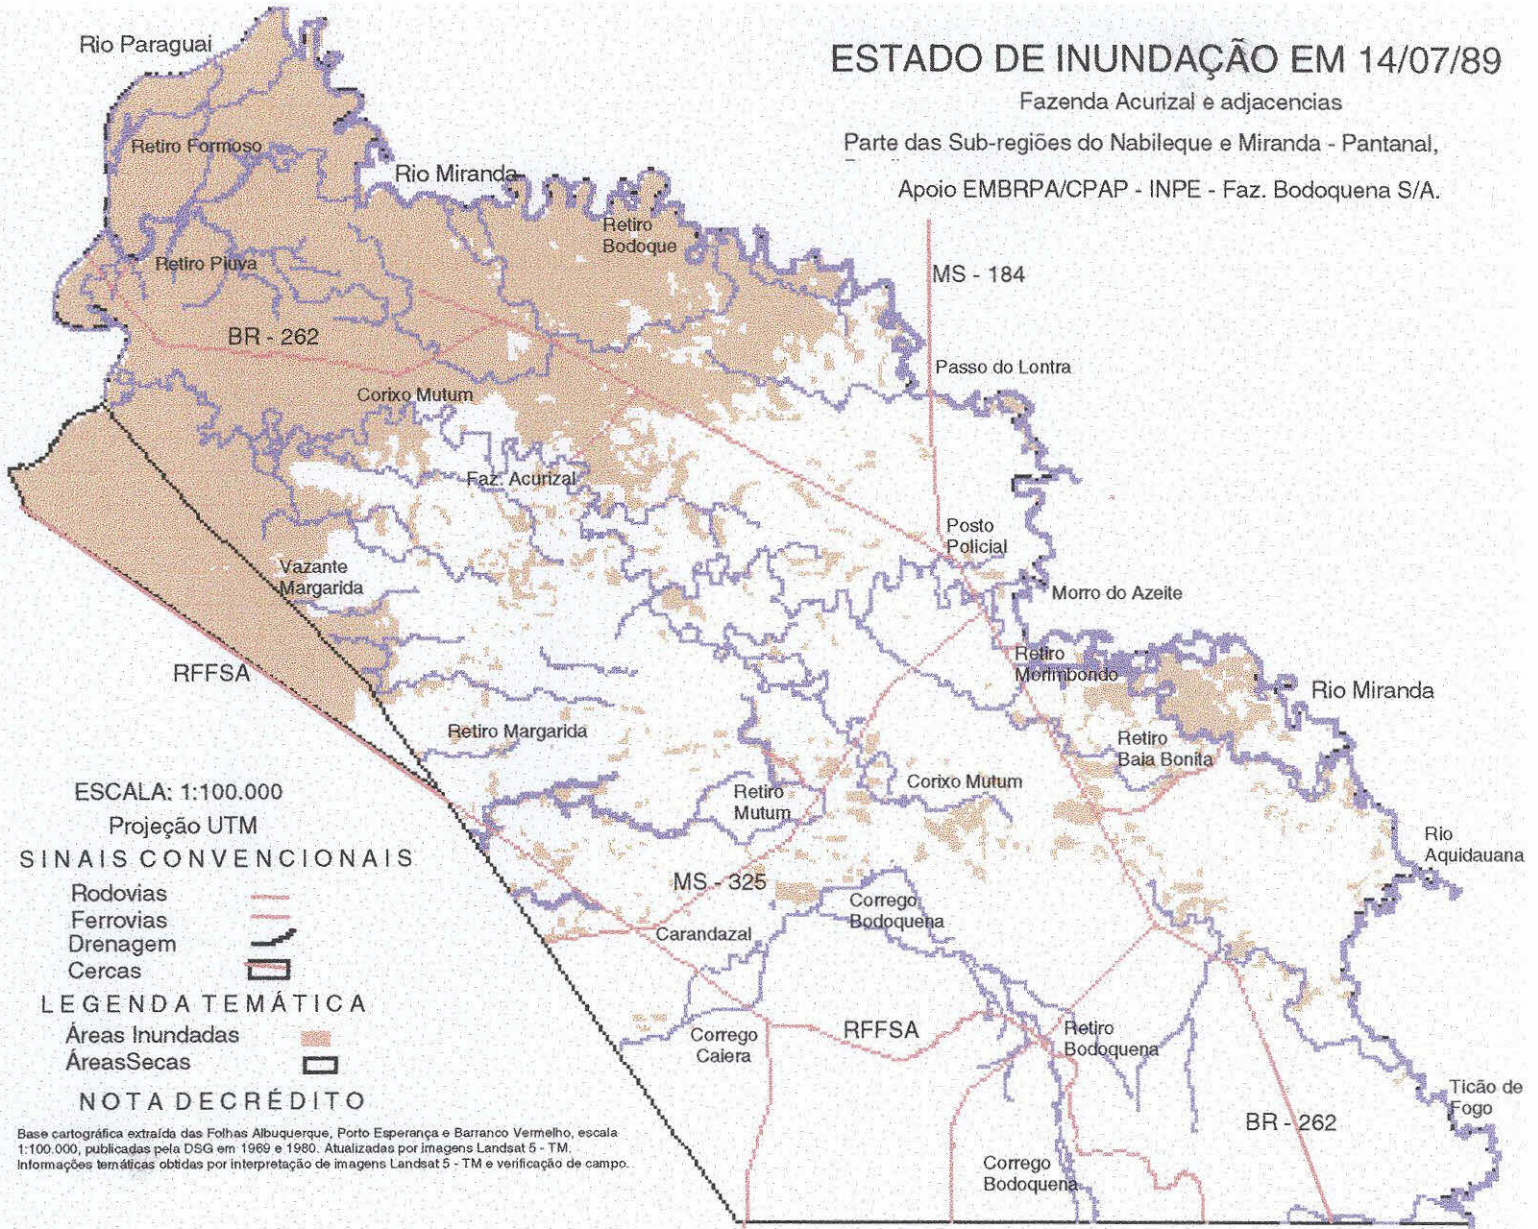 ESTADO DE INUNDAÇÃO EM 14/07/89
Fazenda Acurizal e adjacencias
Parte das Sub-regiões do Nabileque e Miranda - Pantanal,
Apoio EMBRPA/CPAP - INPE - Faz. Bodoquena S/A.
Rio Paraguai
Retiro Formoso
Rio Miranda
Retiro
Bodoque
Retiro Piuva
MS - 184
BR - 262
Passo do Lontra
Corixo Mutum
Faz. Acurizal
Posto
Policial
Vazante
Margarida
Morro do Azeite
RFFSA
Retiro
Morimbondo
Rio Miranda
Retiro Margarida
Retiro
Baia Bonita
Retiro
Mutum
Corixo Mutum
Rio
Aquidauana
MS - 325
Corrego
Bodoquena
Carandazal
Corrego
Caiera
RFFSA
Retiro
Bodoquena
Ticão de
Fogo
BR - 262
Corrego
Bodoquena
ESCALA: 1:100.000
Projeção UTM
SINAIS CONVENCIONAIS
Rodovias
Ferrovias
Drenagem
Cercas
LEGENDA TEMÁTICA
Áreas Inundadas
ÁreasSecas
NOTA DECRÉDITO
Base cartográfica extraída das Folhas Albuquerque, Porto Esperança e Barranco Vermelho, escala
1:100.000, publicadas pela DSG em 1969 e 1980. Atualizadas por imagens Landsat 5 - TM.
Informações temáticas obtidas por interpretação de imagens Landsat 5 - TM e verificação de campo.